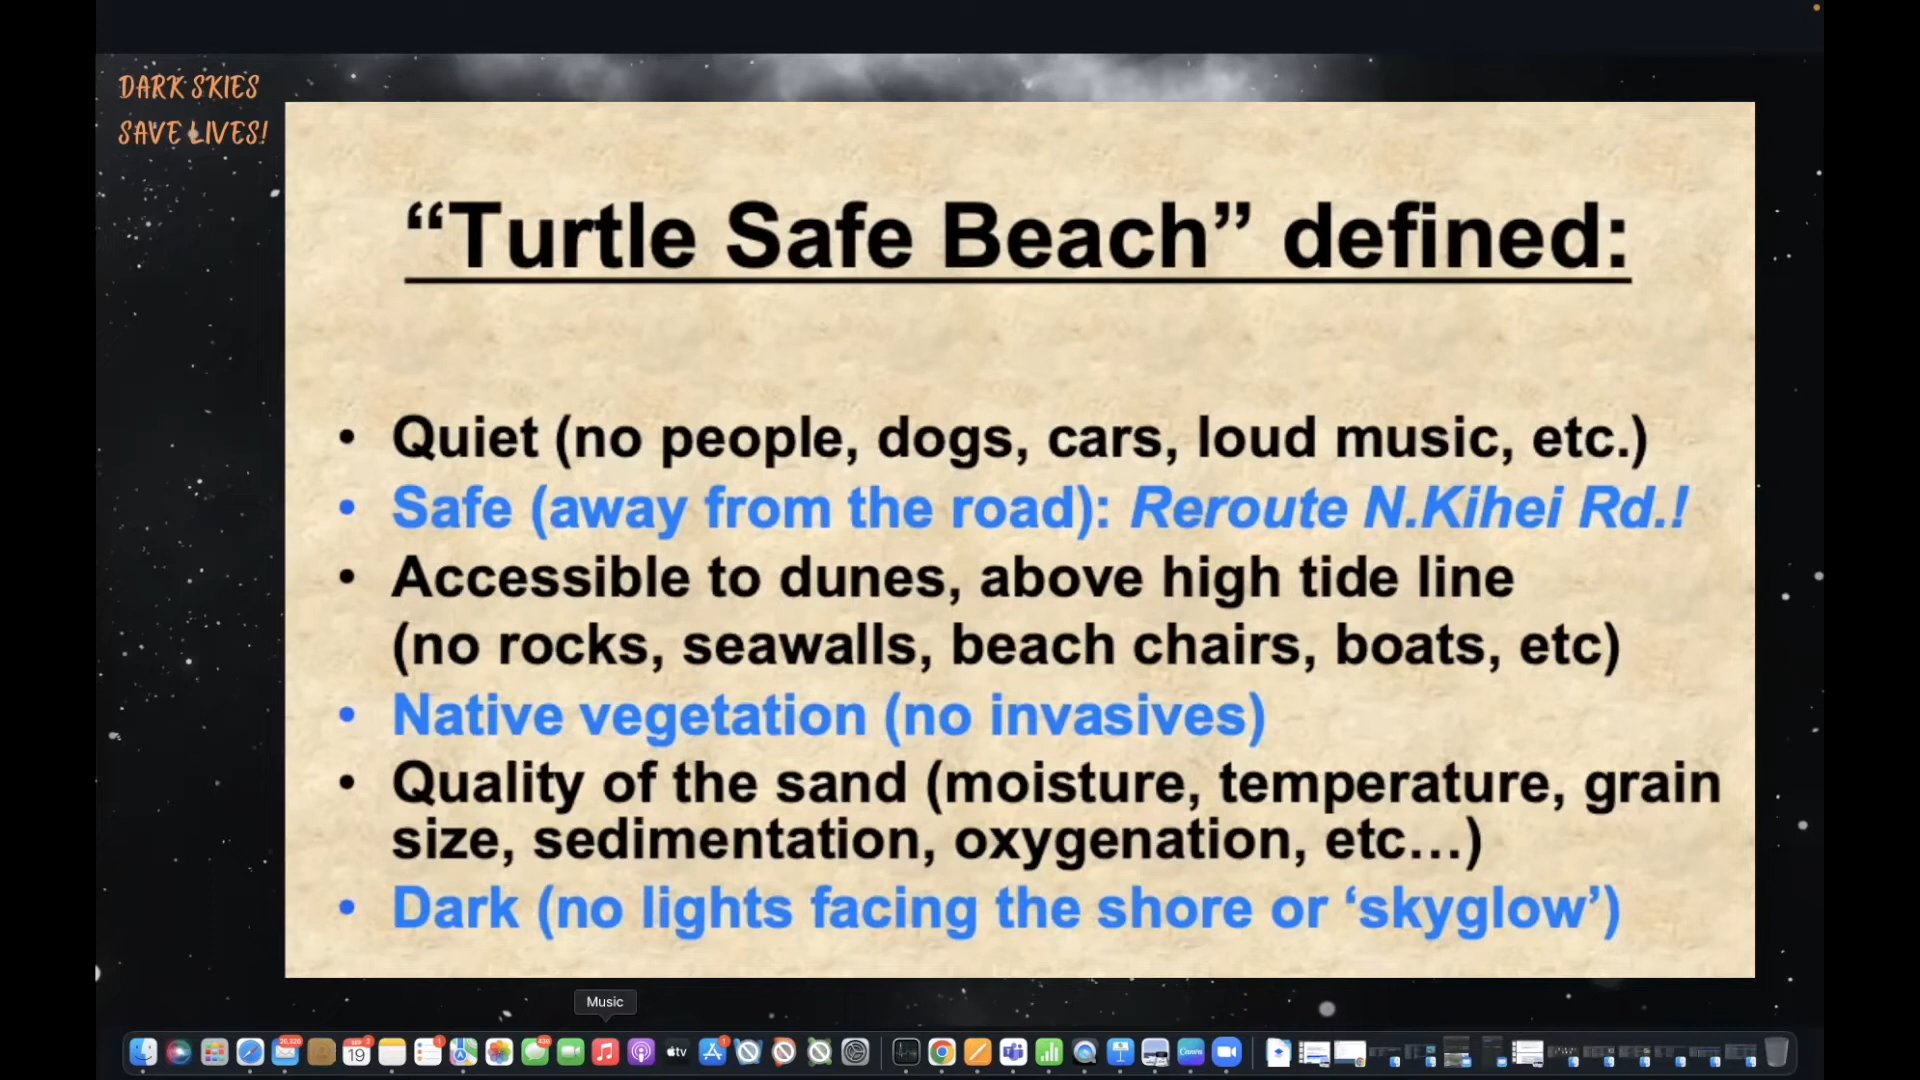 DARK SKIES
SAVE LIVES!
“Turtle Safe Beach” defined:
• Quiet (no people, dogs, cars, loud music, etc.)
• Safe (away from the road): Reroute N.Kihei Rd.!
• Accessible to dunes, above high tide line
(no rocks, seawalls, beach chairs, boats, etc)
• Native vegetation (no invasives)
• Quality of the sand (moisture, temperature, grain
size, sedimentation, oxygenation, etc…)
• Dark (no lights facing the shore or ‘skyglow’)
Music
19
tv